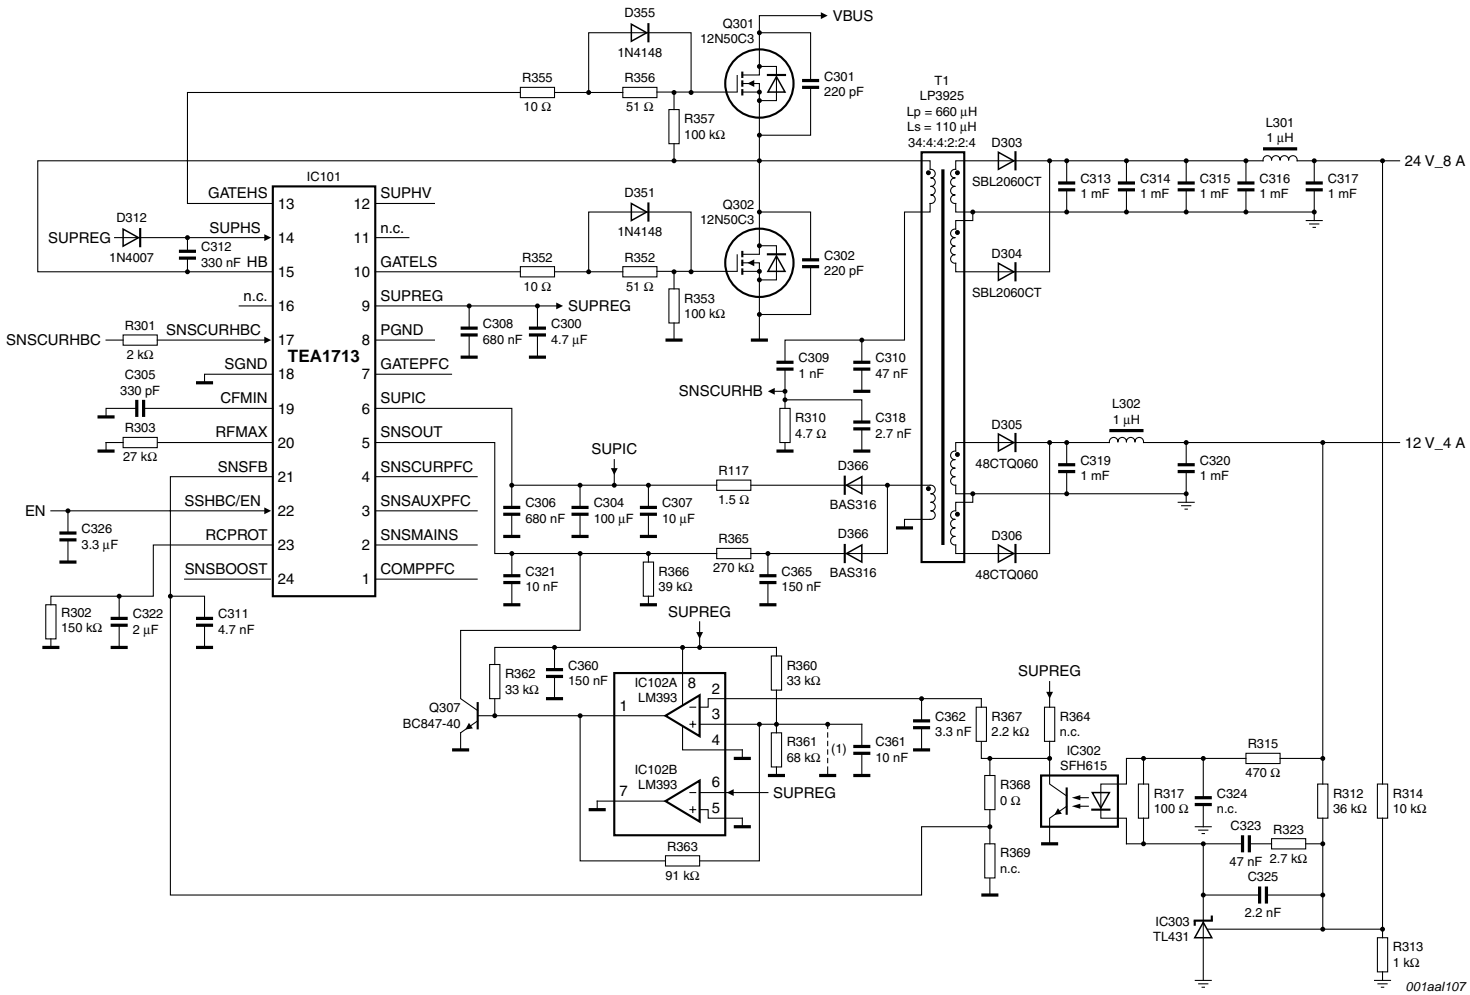 VBUS
D355
1N4148
Q301
12N50C3
R355
10 Ω
R356
51 Ω
R357
100 kΩ
C301
220 pF
T1
LP3925
Lp = 660 μH
Ls = 110 μH
34:4:4:2:2:4
D303
SBL2060CT
L301
1 μH
24 V_8 A
C313
1 mF
C314
1 mF
C315
1 mF
C316
1 mF
C317
1 mF
D304
SBL2060CT
IC101
TEA1713
GATEHS
13
SUPHS
14
HB
15
n.c.
16
SNSCURHBC
17
SGND
18
CFMIN
19
RFMAX
20
SNSFB
21
SSHBC/EN
22
RCPROT
23
SNSBOOST
24
12
SUPHV
11
n.c.
10
GATELS
9
SUPREG
8
PGND
7
GATEPFC
6
SUPIC
5
SNSOUT
4
SNSCURPFC
3
SNSAUXPFC
2
SNSMAINS
1
COMPPFC
D312
SUPREG
1N4007
C312
330 nF
SNSCURHBC
R301
2 kΩ
C305
330 pF
R303
27 kΩ
EN
C326
3.3 μF
R302
150 kΩ
C322
2 μF
C311
4.7 nF
D351
1N4148
Q302
12N50C3
R352
10 Ω
R352
51 Ω
R353
100 kΩ
C302
220 pF
SUPREG
C308
680 nF
C300
4.7 μF
C309
1 nF
C310
47 nF
SNSCURHB
R310
4.7 Ω
C318
2.7 nF
SUPIC
C306
680 nF
C304
100 μF
C307
10 μF
R117
1.5 Ω
D366
BAS316
R365
270 kΩ
D366
BAS316
C321
10 nF
R366
39 kΩ
C365
150 nF
D305
48CTQ060
L302
1 μH
12 V_4 A
C319
1 mF
C320
1 mF
D306
48CTQ060
SUPREG
R362
33 kΩ
C360
150 nF
Q307
BC847-40
IC102A
LM393
8
1
2
3
4
IC102B
LM393
7
6
5
SUPREG
R360
33 kΩ
R361
68 kΩ
(1)
C361
10 nF
R363
91 kΩ
C362
3.3 nF
R367
2.2 kΩ
SUPREG
R364
n.c.
IC302
SFH615
R368
0 Ω
R369
n.c.
R315
470 Ω
R317
100 Ω
C324
n.c.
C323
47 nF
R323
2.7 kΩ
C325
2.2 nF
R312
36 kΩ
R314
10 kΩ
IC303
TL431
R313
1 kΩ
001aal107